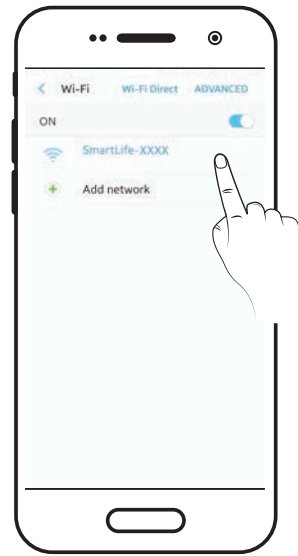 < Wi-Fi Wi-Fi Direct ADVANCED
ON
SmartLife-XXXX
+ Add network